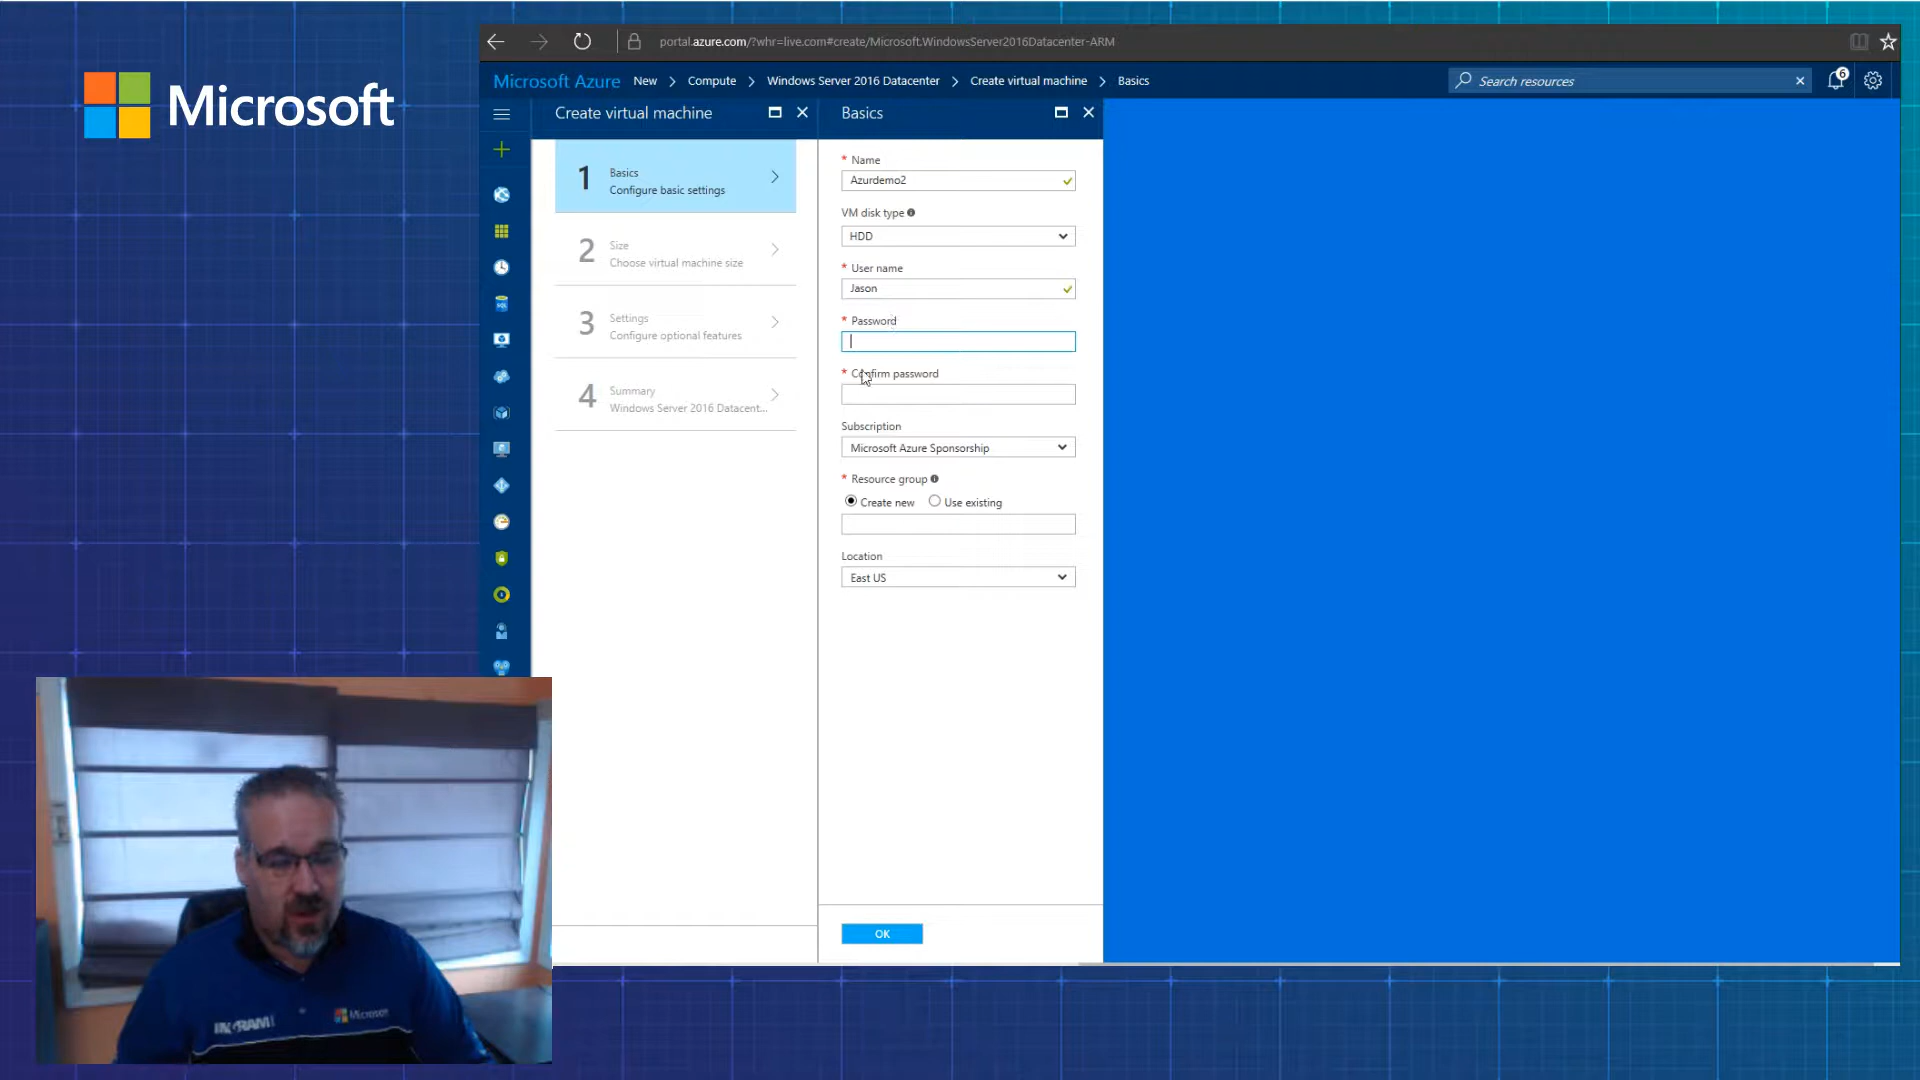 portal.azure.com/?whr=live.com#create/Microsoft.WindowsServer2016Datacenter-ARM
Microsoft Azure New > Compute > Windows Server 2016 Datacenter > Create virtual machine > Basics
Search resources
6
Microsoft
Create virtual machine
1
Basics
Configure basic settings
2
Size
Choose virtual machine size
3
Settings
Configure optional features
4
Summary
Windows Server 2016 Datacent...
Basics
* Name
Azurdemo2
VM disk type
HDD
* User name
Jason
* Password
* Confirm password
Subscription
Microsoft Azure Sponsorship
* Resource group
Create new Use existing
Location
East US
OK
INGRAM
Microsoft